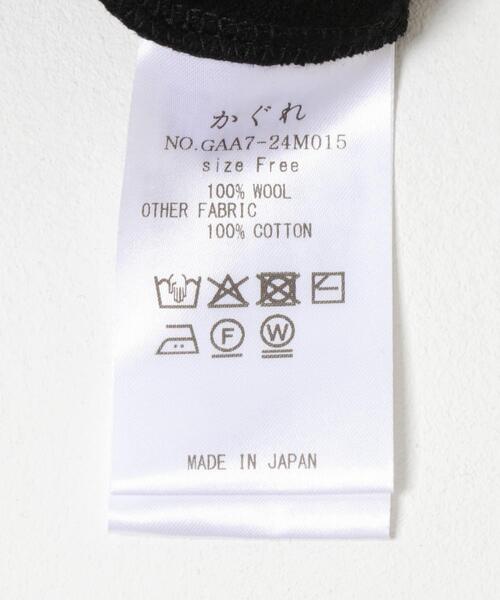 かぐれ
NO.GAA7-24M015
size Free
100% WOOL
OTHER FABRIC
100% COTTON
F W
MADE IN JAPAN